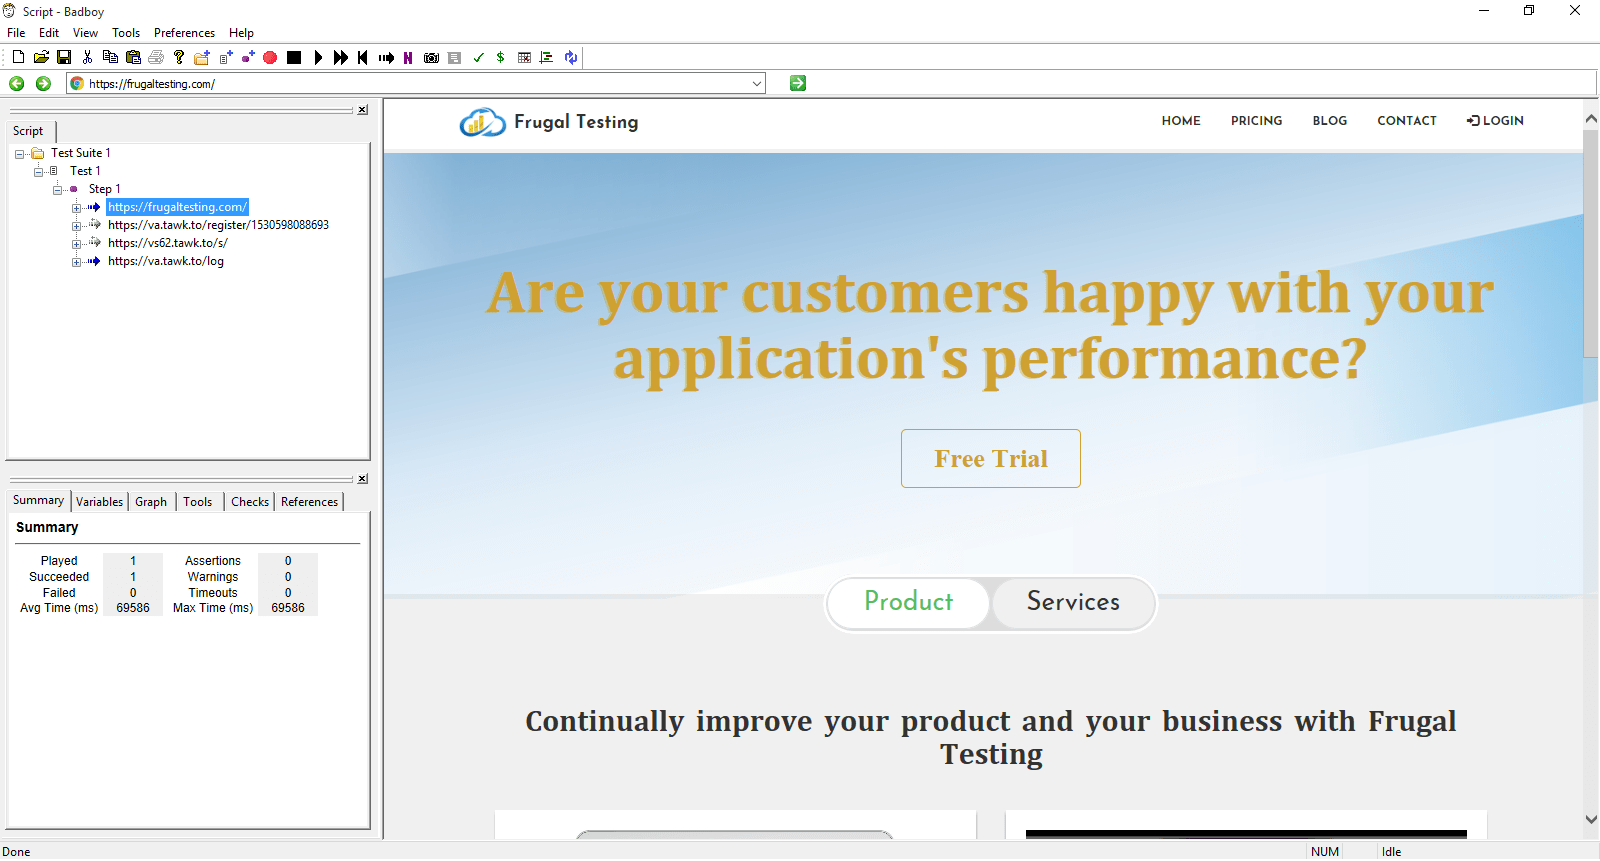 Script - Badboy
File Edit View Tools Preferences Help
https://frugaltesting.com/
Script
Test Suite 1
Test 1
Step 1
https://frugaltesting.com/
https://va.tawk.to/register/1530598088693
https://vs62.tawk.to/s/
https://va.tawk.to/log
Summary Variables Graph Tools Checks References
Summary
Played 1 Assertions 0
Succeeded 1 Warnings 0
Failed 0 Timeouts 0
Avg Time (ms) 69586 Max Time (ms) 69586
Frugal Testing
HOME PRICING BLOG CONTACT LOGIN
Are your customers happy with your
application's performance?
Free Trial
Product Services
Continually improve your product and your business with Frugal
Testing
Done NUM Idle